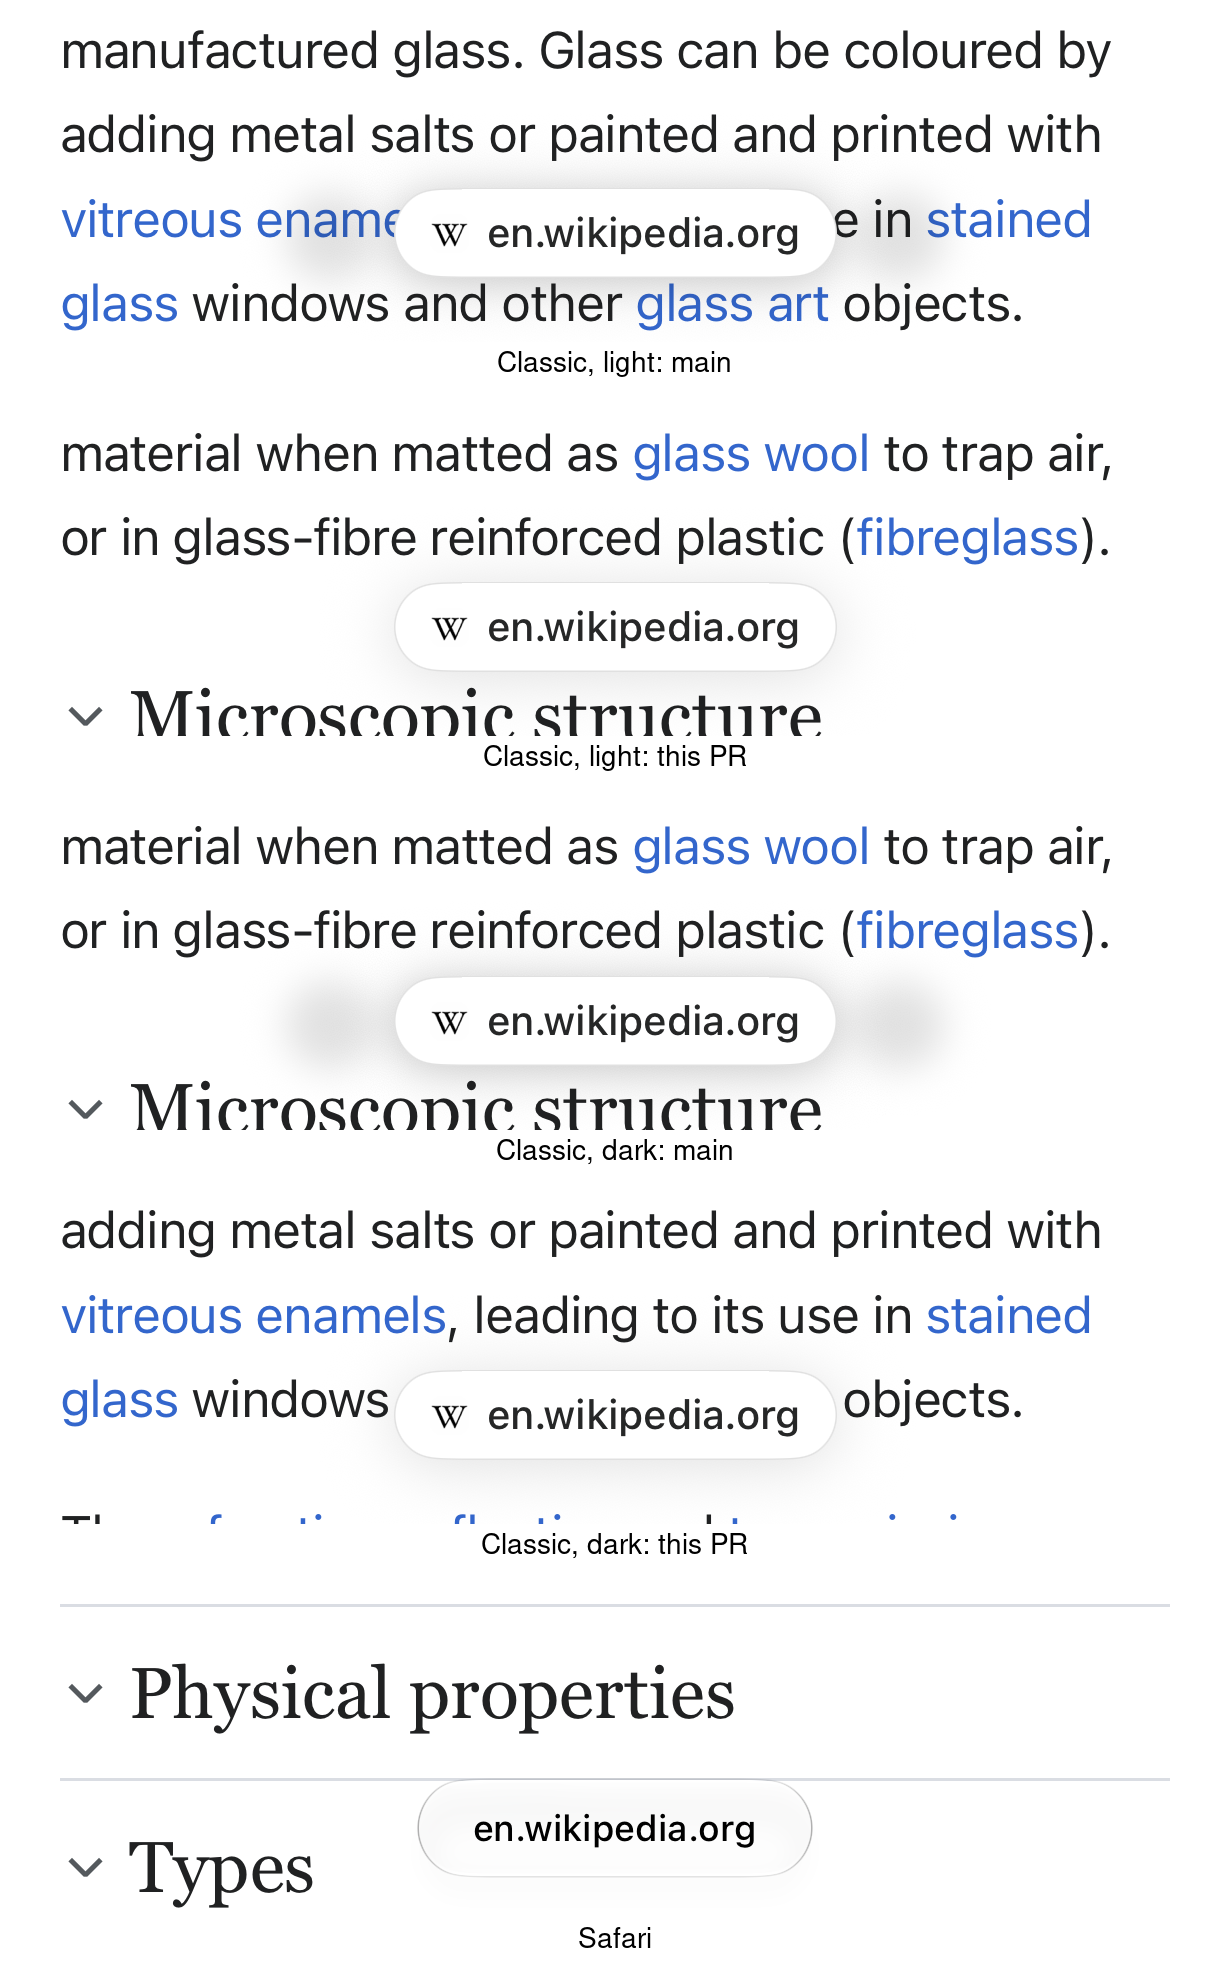 manufactured glass. Glass can be coloured by
adding metal salts or painted and printed with
vitreous ename W en.wikipedia.org e in stained
glass windows and other glass art objects.
Classic, light: main
material when matted as glass wool to trap air,
or in glass-fibre reinforced plastic (fibreglass).
W en.wikipedia.org
Microscopic structure
Classic, light: this PR
material when matted as glass wool to trap air,
or in glass-fibre reinforced plastic (fibreglass).
W en.wikipedia.org
Microscopic structure
Classic, dark: main
adding metal salts or painted and printed with
vitreous enamels, leading to its use in stained
glass windows W en.wikipedia.org objects.
Classic, dark: this PR
Physical properties
en.wikipedia.org
Types
Safari